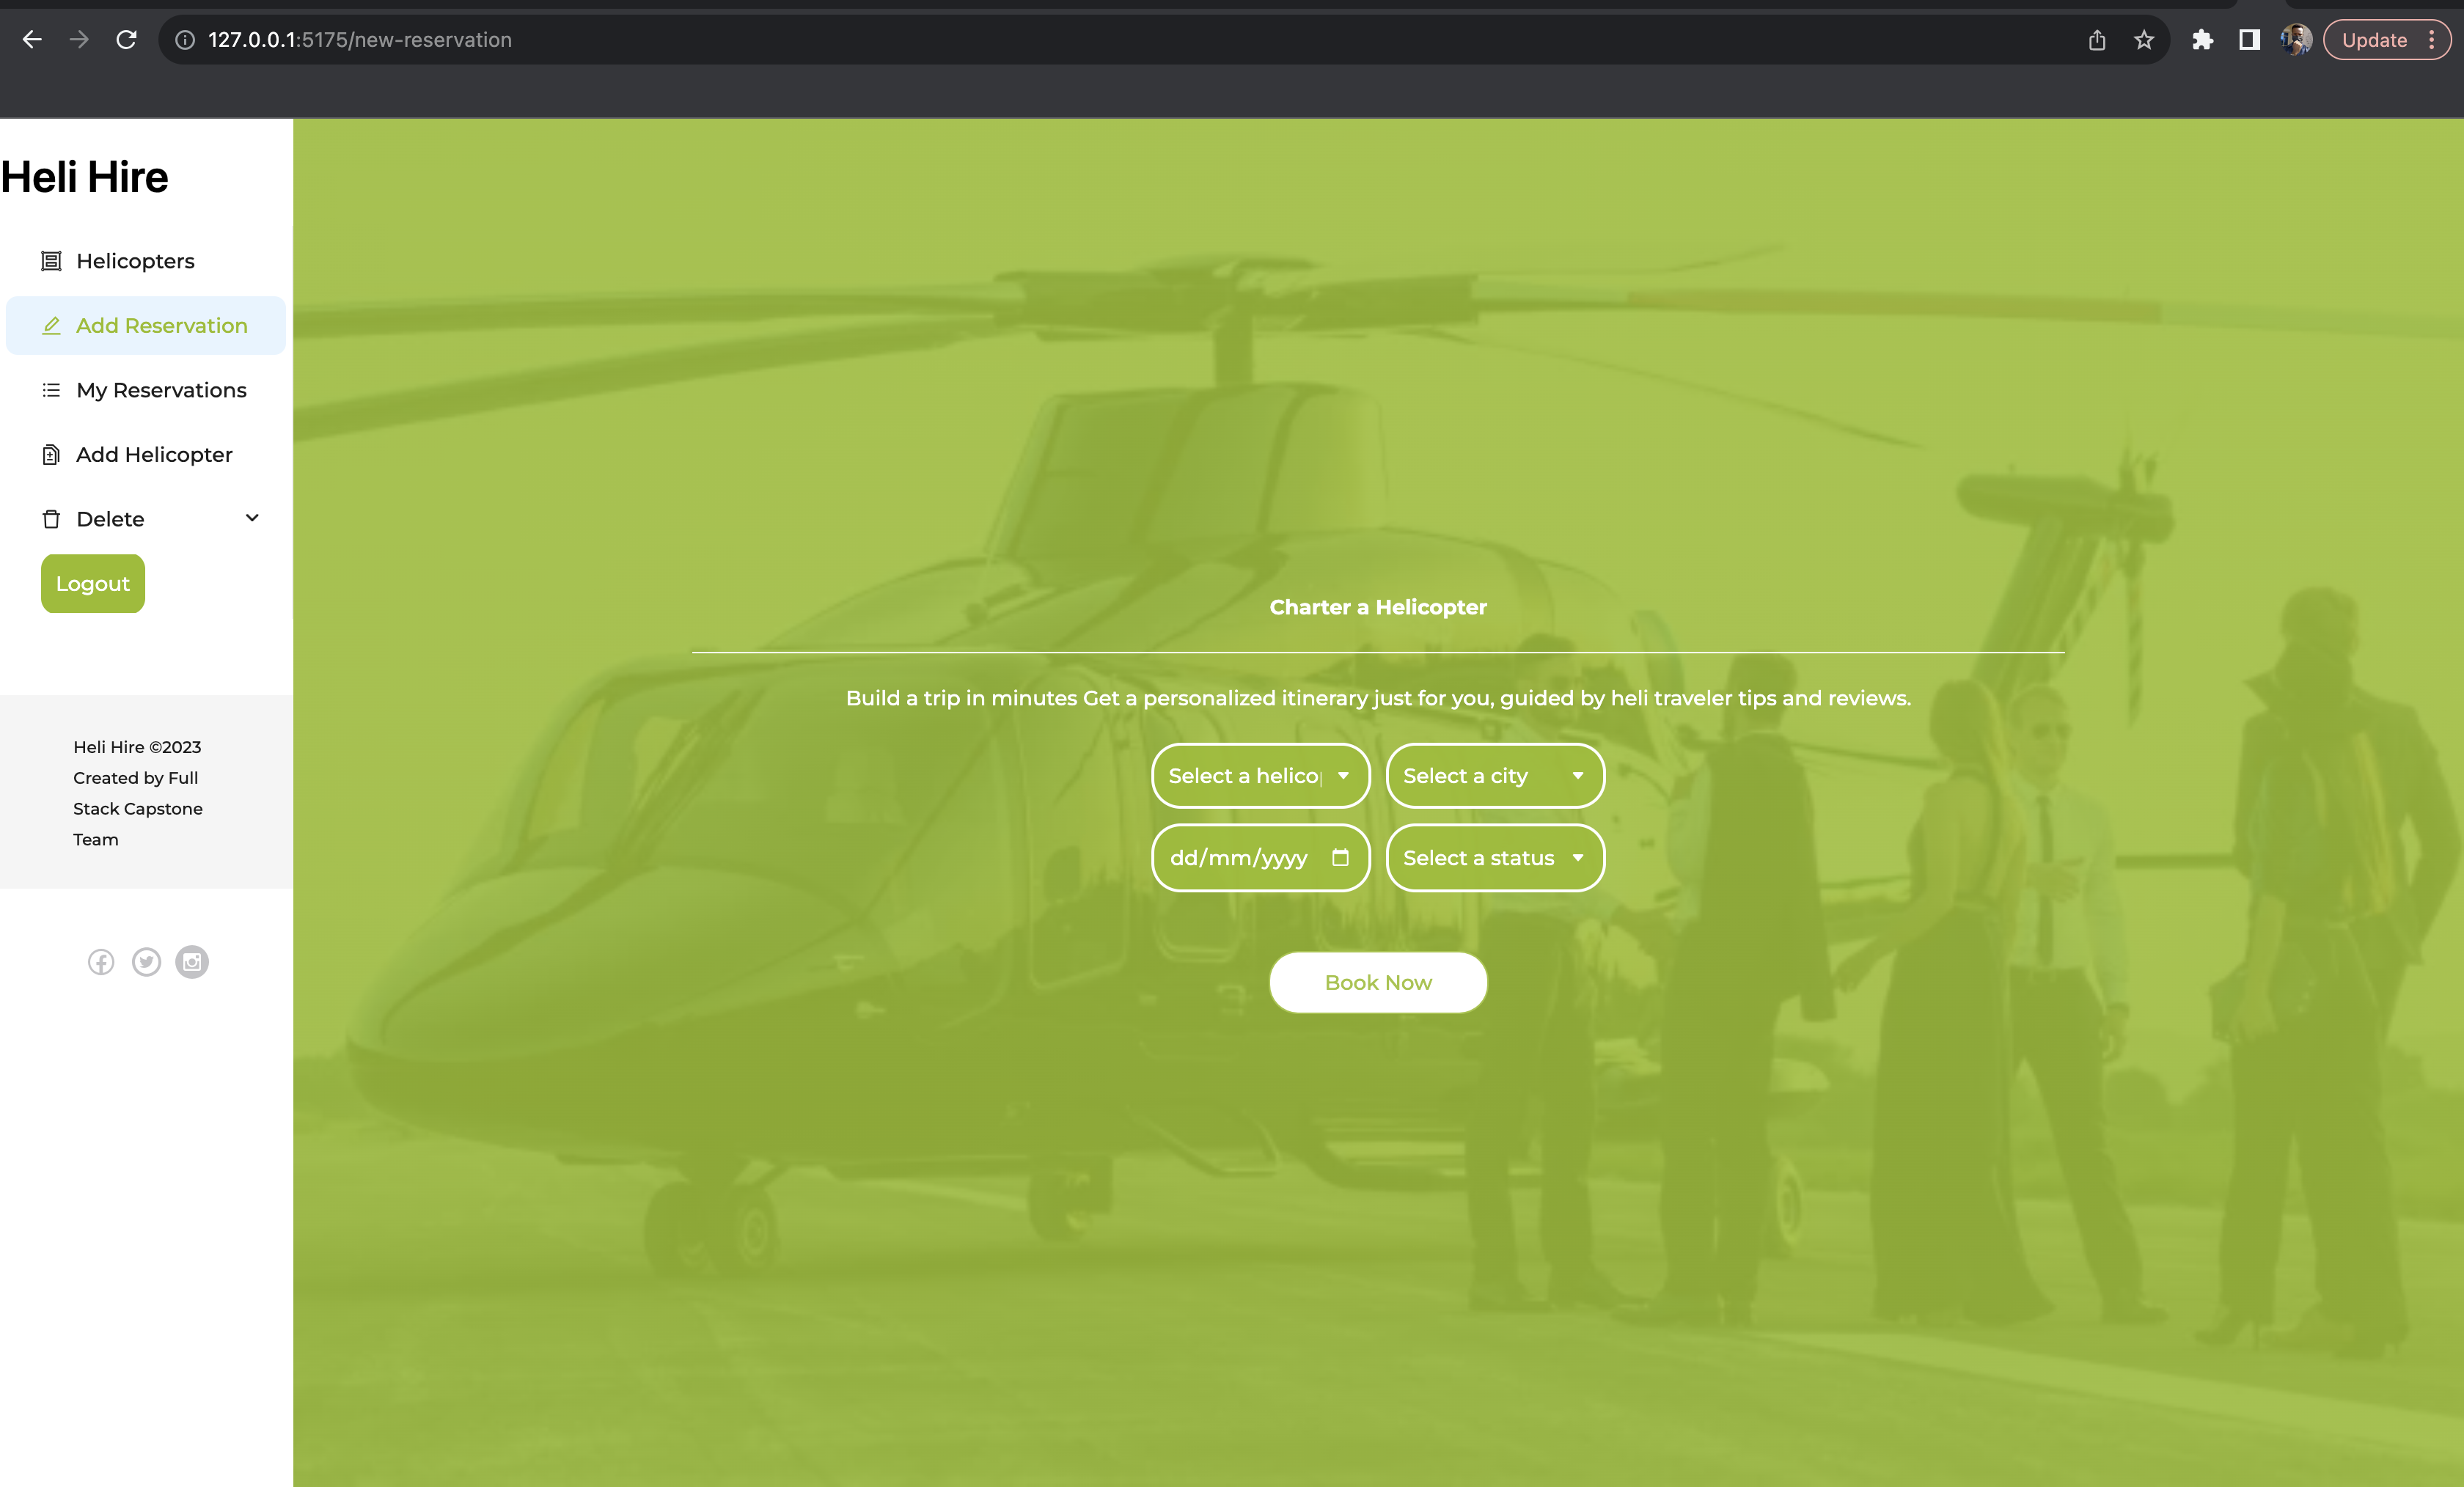 127.0.0.1:5175/new-reservation
Update
Heli Hire
Helicopters
Add Reservation
My Reservations
Add Helicopter
Delete
Logout
Heli Hire ©2023
Created by Full
Stack Capstone
Team
Charter a Helicopter
Build a trip in minutes Get a personalized itinerary just for you, guided by heli traveler tips and reviews.
Select a helico
Select a city
dd/mm/yyyy
Select a status
Book Now